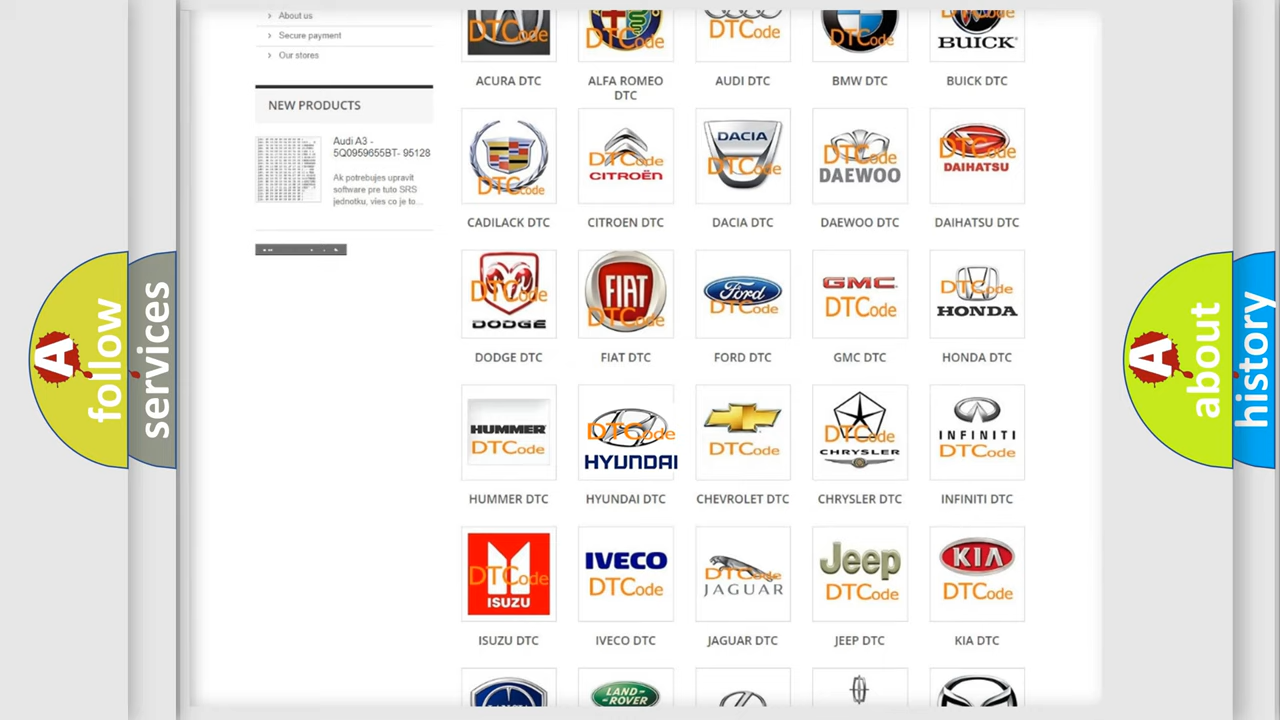 About us
Secure payment
Our stores
NEW PRODUCTS
Audi A3 -
5Q0959655BT- 95128
Ak potrebujes upravit
software pre tuto SRS
jednotku, vies co je to...
DTCode
DTCode
DTCode
DTCode
BUICK
ACURA DTC
ALFA ROMEO
DTC
AUDI DTC
BMW DTC
BUICK DTC
DTCode
DTCode
CITROËN
DACIA
DTCode
DTCode
DAEWOO
DTCode
DAIHATSU
CADILACK DTC
CITROEN DTC
DACIA DTC
DAEWOO DTC
DAIHATSU DTC
DTCode
DODGE
FIAT
DTCode
Ford
DTCode
GMC
DTCode
DTCode
HONDA
DODGE DTC
FIAT DTC
FORD DTC
GMC DTC
HONDA DTC
HUMMER
DTCode
DTCode
HYUNDAI
DTCode
DTCode
CHRYSLER
INFINITI
DTCode
HUMMER DTC
HYUNDAI DTC
CHEVROLET DTC
CHRYSLER DTC
INFINITI DTC
DTCode
ISUZU
IVECO
DTCode
DTCode
JAGUAR
Jeep
DTCode
KIA
DTCode
ISUZU DTC
IVECO DTC
JAGUAR DTC
JEEP DTC
KIA DTC
LAND-
ROVER
A
follow
services
A
about
history